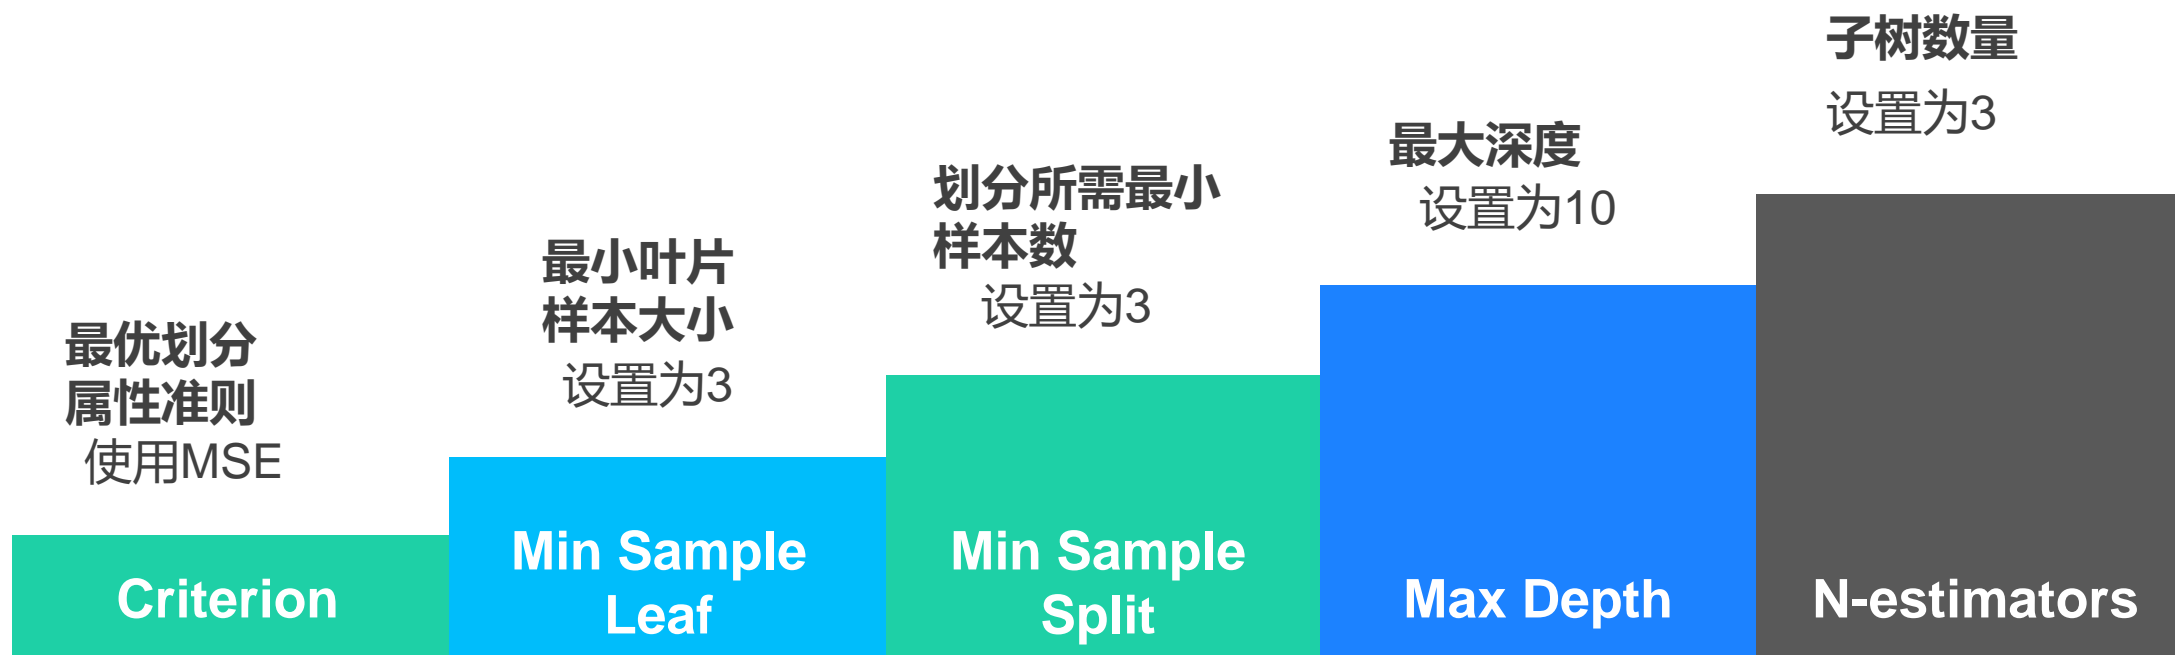 最优划分
属性准则
使用MSE
Criterion
最小叶片
样本大小
设置为3
Min Sample
Leaf
划分所需最小
样本数
设置为3
Min Sample
Split
最大深度
设置为10
Max Depth
子树数量
设置为3
N-estimators